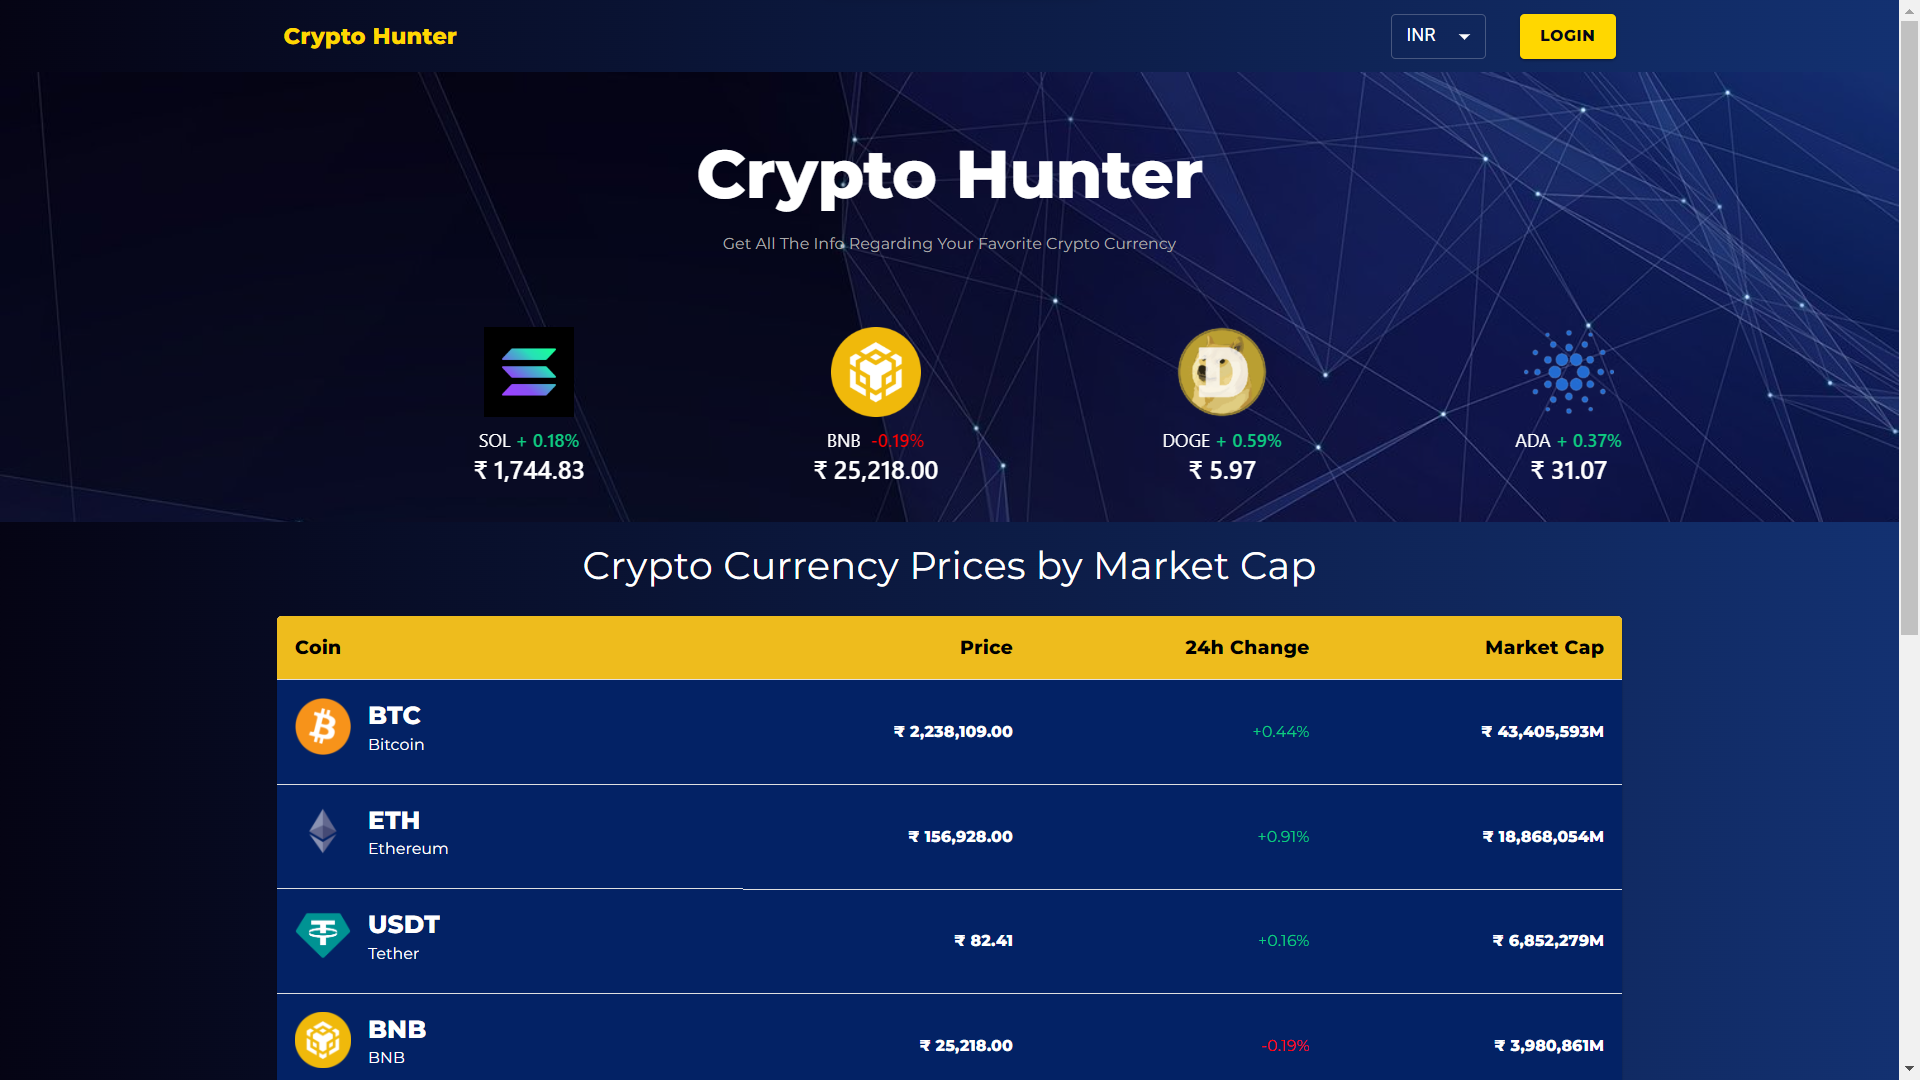 Crypto Hunter
INR
LOGIN
Crypto Hunter
Get All The Info Regarding Your Favorite Crypto Currency
SOL + 0.18%
₹ 1,744.83
BNB -0.19%
₹ 25,218.00
DOGE + 0.59%
₹ 5.97
ADA + 0.37%
₹ 31.07
Crypto Currency Prices by Market Cap
Coin Price 24h Change Market Cap
BTC
Bitcoin
₹ 2,238,109.00 +0.44% ₹ 43,405,593M
ETH
Ethereum
₹ 156,928.00 +0.91% ₹ 18,868,054M
USDT
Tether
₹ 82.41 +0.16% ₹ 6,852,279M
BNB
BNB
₹ 25,218.00 -0.19% ₹ 3,980,861M